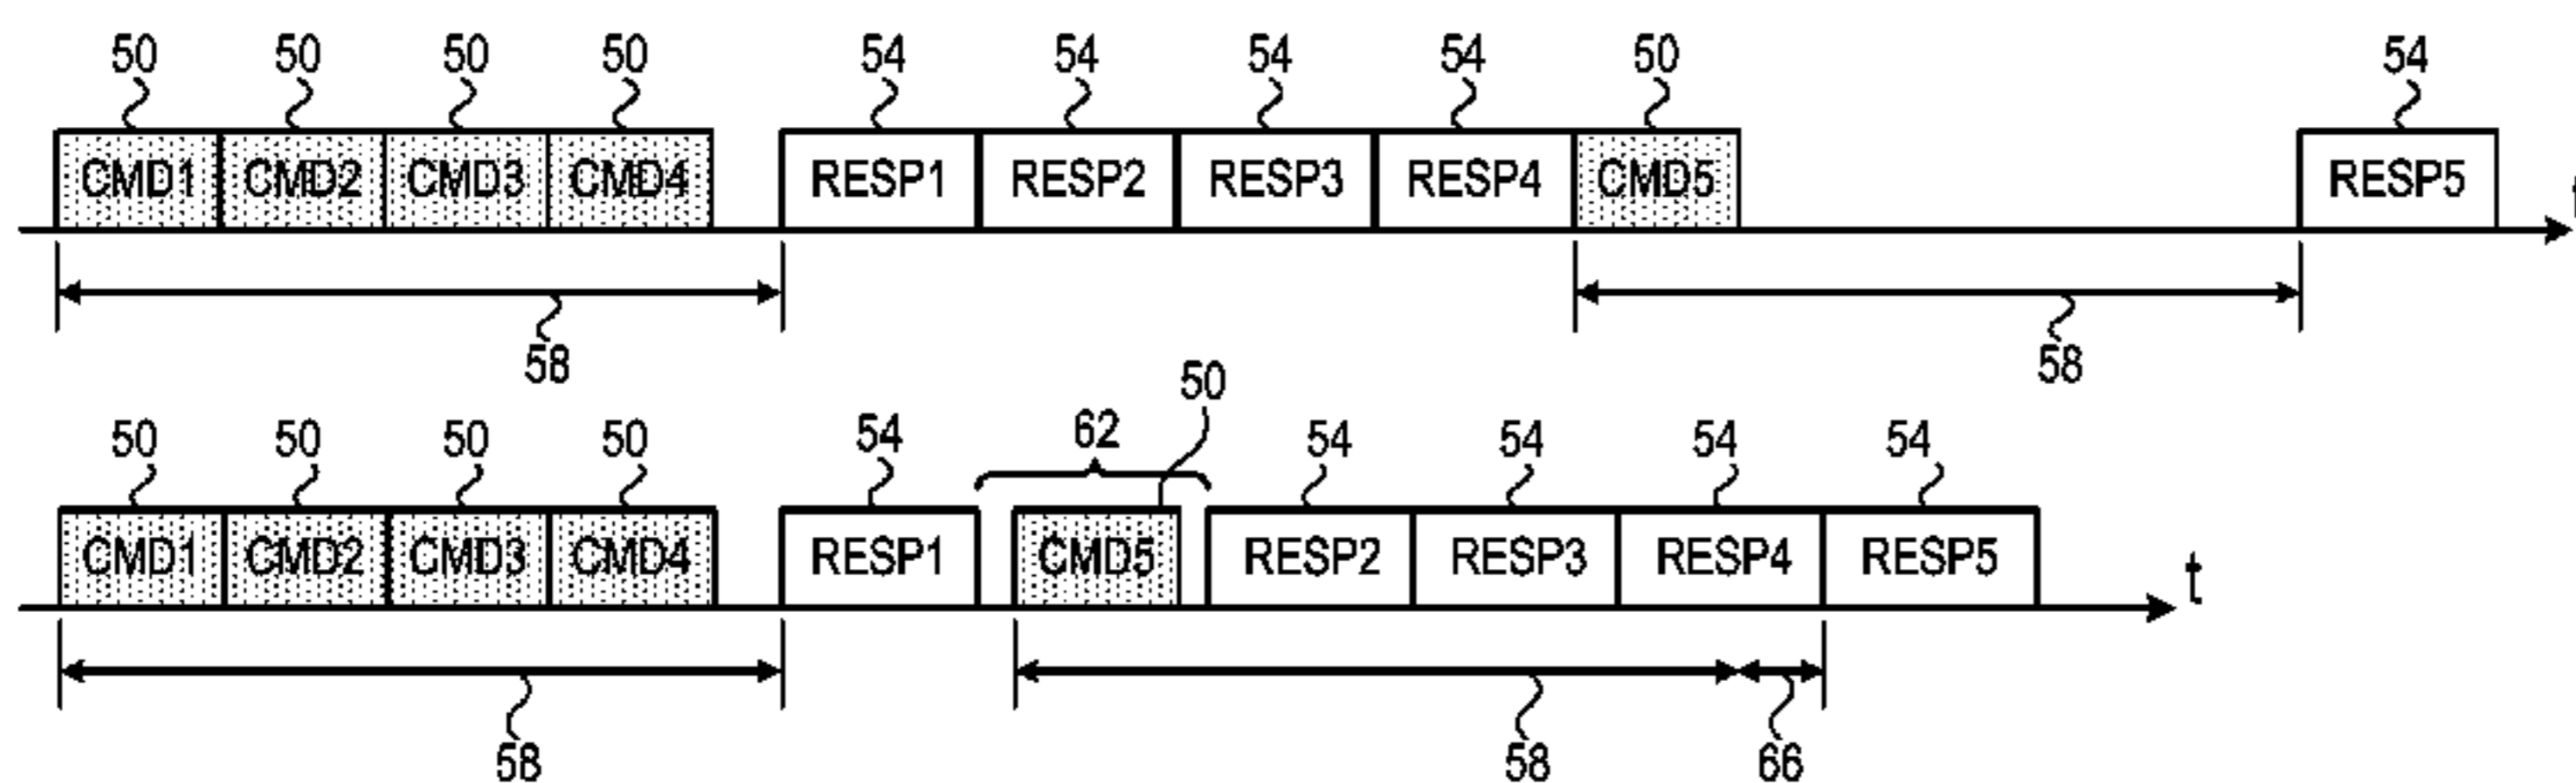 50 50 50 50 54 54 54 54 50 54
CMD1 CMD2 CMD3 CMD4 RESP1 RESP2 RESP3 RESP4 CMD5 RESP5
58 58
50
50 50 50 50 54 62 54 54 54 54
CMD1 CMD2 CMD3 CMD4 RESP1 CMD5 RESP2 RESP3 RESP4 RESP5 t
58 58 66